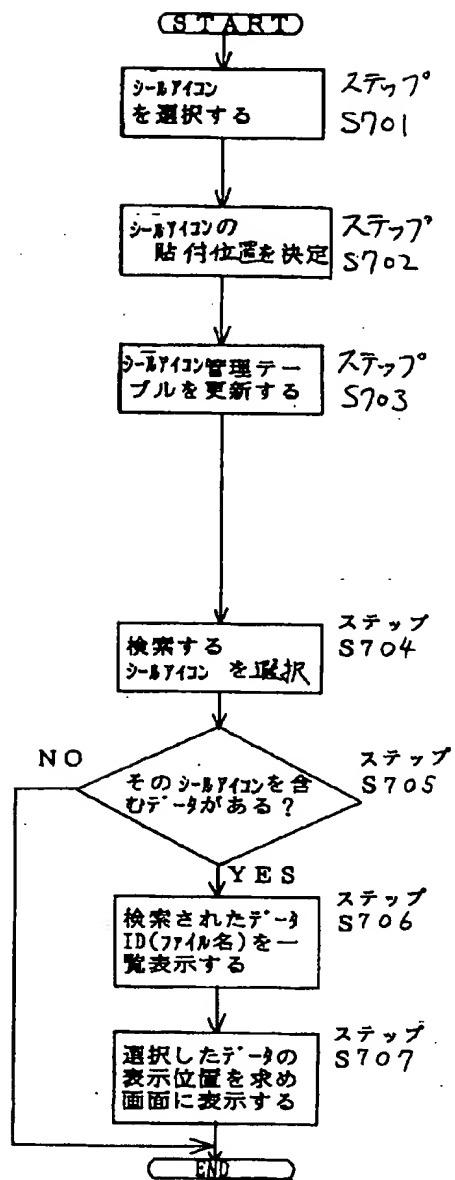 START
シールアイコン
を選択する
ステップ
S701
シールアイコンの
貼付位置を決定
ステップ
S702
シールアイコン管理テー
ブルを更新する
ステップ
S703
検索する
シールアイコン を選択
ステップ
S704
NO
そのシールアイコンを含
むデータがある?
ステップ
S705
YES
検索されたデータ
ID(ファイル名)を一
覧表示する
ステップ
S706
選択したデータの
表示位置を求め
画面に表示する
ステップ
S707
END